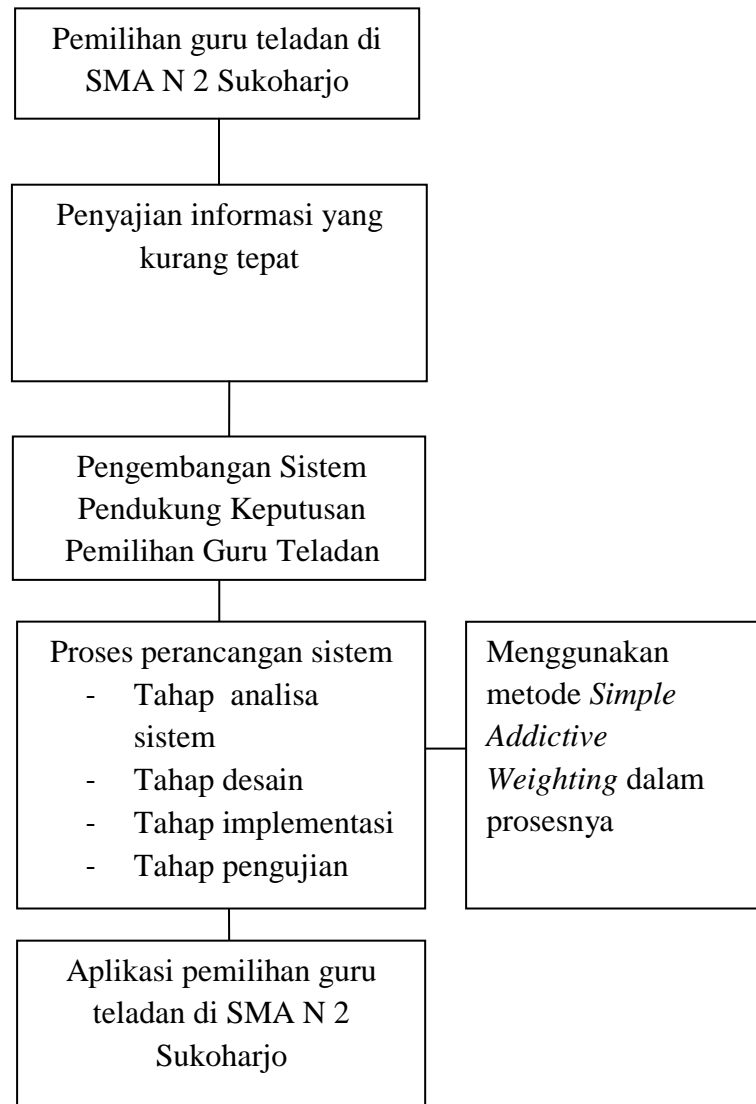 Pemilihan guru teladan di
SMA N 2 Sukoharjo
Penyajian informasi yang
kurang tepat
Pengembangan Sistem
Pendukung Keputusan
Pemilihan Guru Teladan
Proses perancangan sistem
- Tahap analisa
sistem
- Tahap desain
- Tahap implementasi
- Tahap pengujian
Menggunakan
metode Simple
Addictive
Weighting dalam
prosesnya
Aplikasi pemilihan guru
teladan di SMA N 2
Sukoharjo